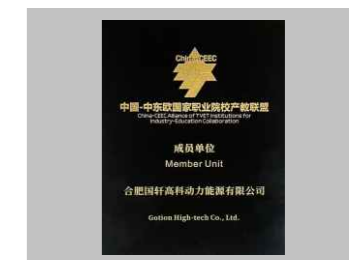 China-CEEC
中国-中东欧国家职业院校产教联盟
China-CEEC Alliance of TVET Institutions for
Industry-Education Collaboration
成员单位
Member Unit
合肥国轩高科动力能源有限公司
Gotion High-tech Co., Ltd.